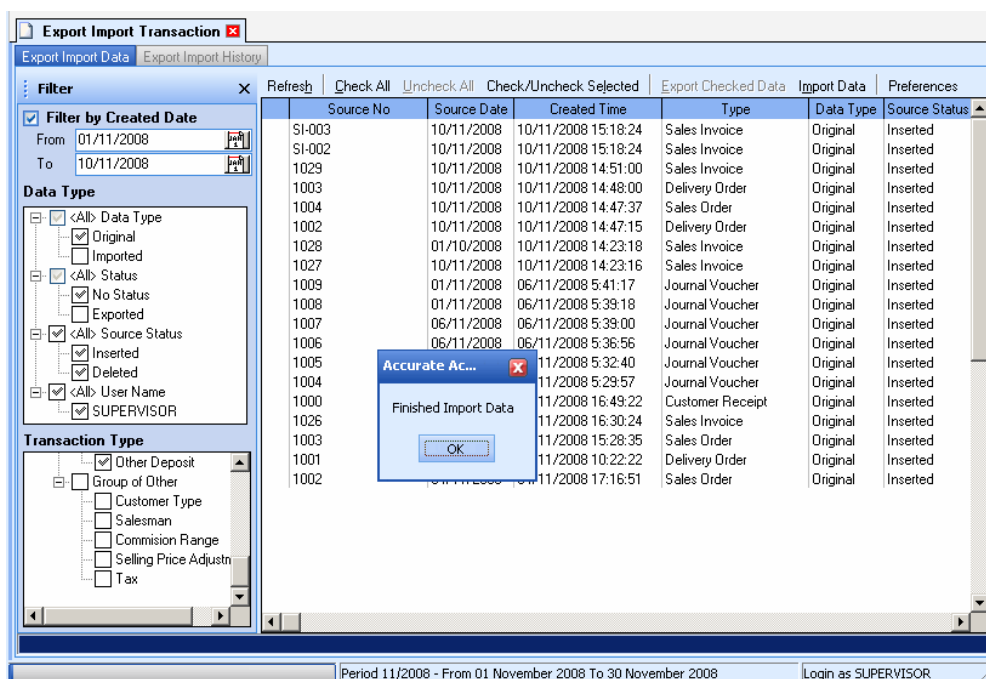 Export Import Transaction
Export Import Data Export Import History
Filter
Refresh Check All Uncheck All Check/Uncheck Selected Export Checked Data Import Data Preferences
Filter by Created Date
From 01/11/2008
To 10/11/2008
Data Type
<All> Data Type
Original
Imported
<All> Status
No Status
Exported
<All> Source Status
Inserted
Deleted
<All> User Name
SUPERVISOR
Transaction Type
Other Deposit
Group of Other
Customer Type
Salesman
Commision Range
Selling Price Adjustn
Tax
Source No Source Date Created Time Type Data Type Source Status
SI-003 10/11/2008 10/11/2008 15:18:24 Sales Invoice Original Inserted
SI-002 10/11/2008 10/11/2008 15:18:24 Sales Invoice Original Inserted
1029 10/11/2008 10/11/2008 14:51:00 Sales Invoice Original Inserted
1003 10/11/2008 10/11/2008 14:48:00 Delivery Order Original Inserted
1004 10/11/2008 10/11/2008 14:47:37 Sales Order Original Inserted
1002 10/11/2008 10/11/2008 14:47:15 Delivery Order Original Inserted
1028 01/10/2008 10/11/2008 14:23:18 Sales Invoice Original Inserted
1027 10/11/2008 10/11/2008 14:23:16 Sales Invoice Original Inserted
1009 01/11/2008 06/11/2008 5:41:17 Journal Voucher Original Inserted
1008 01/11/2008 06/11/2008 5:39:18 Journal Voucher Original Inserted
1007 06/11/2008 06/11/2008 5:39:00 Journal Voucher Original Inserted
1006 06/11/2008 06/11/2008 5:36:56 Journal Voucher Original Inserted
1005 11/2008 5:32:40 Journal Voucher Original Inserted
1004 11/2008 5:29:57 Journal Voucher Original Inserted
1000 11/2008 16:49:22 Customer Receipt Original Inserted
1026 11/2008 16:30:24 Sales Invoice Original Inserted
1003 11/2008 15:28:35 Sales Order Original Inserted
1001 11/2008 10:22:22 Delivery Order Original Inserted
1002 11/2008 17:16:51 Sales Order Original Inserted
Accurate Ac...
Finished Import Data
OK
Period 11/2008 - From 01 November 2008 To 30 November 2008 Login as SUPERVISOR